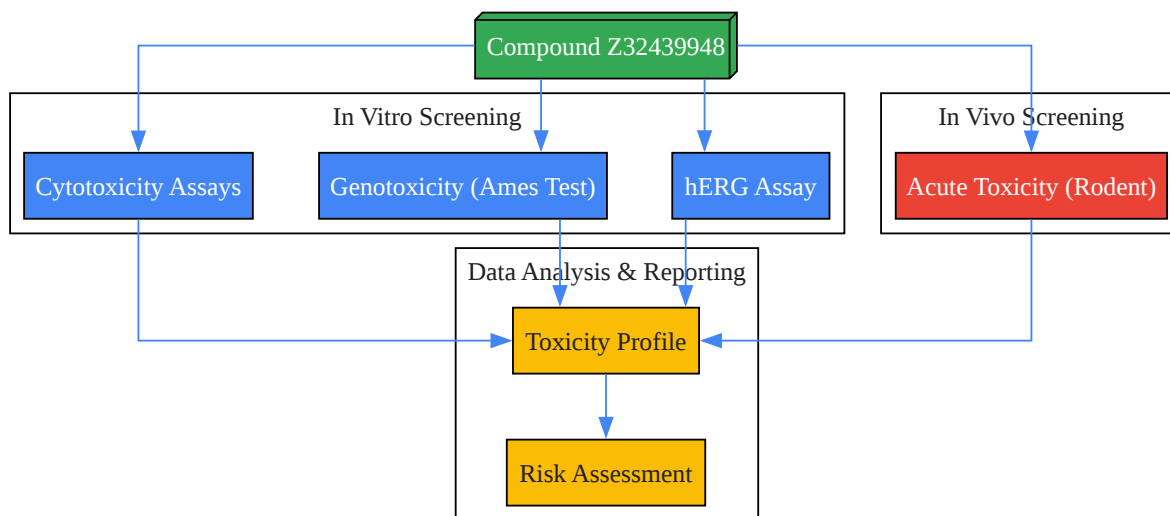 Compound Z32439948
In Vitro Screening
In Vivo Screening
Cytotoxicity Assays
Genotoxicity (Ames Test)
hERG Assay
Acute Toxicity (Rodent)
Data Analysis & Reporting
Toxicity Profile
Risk Assessment